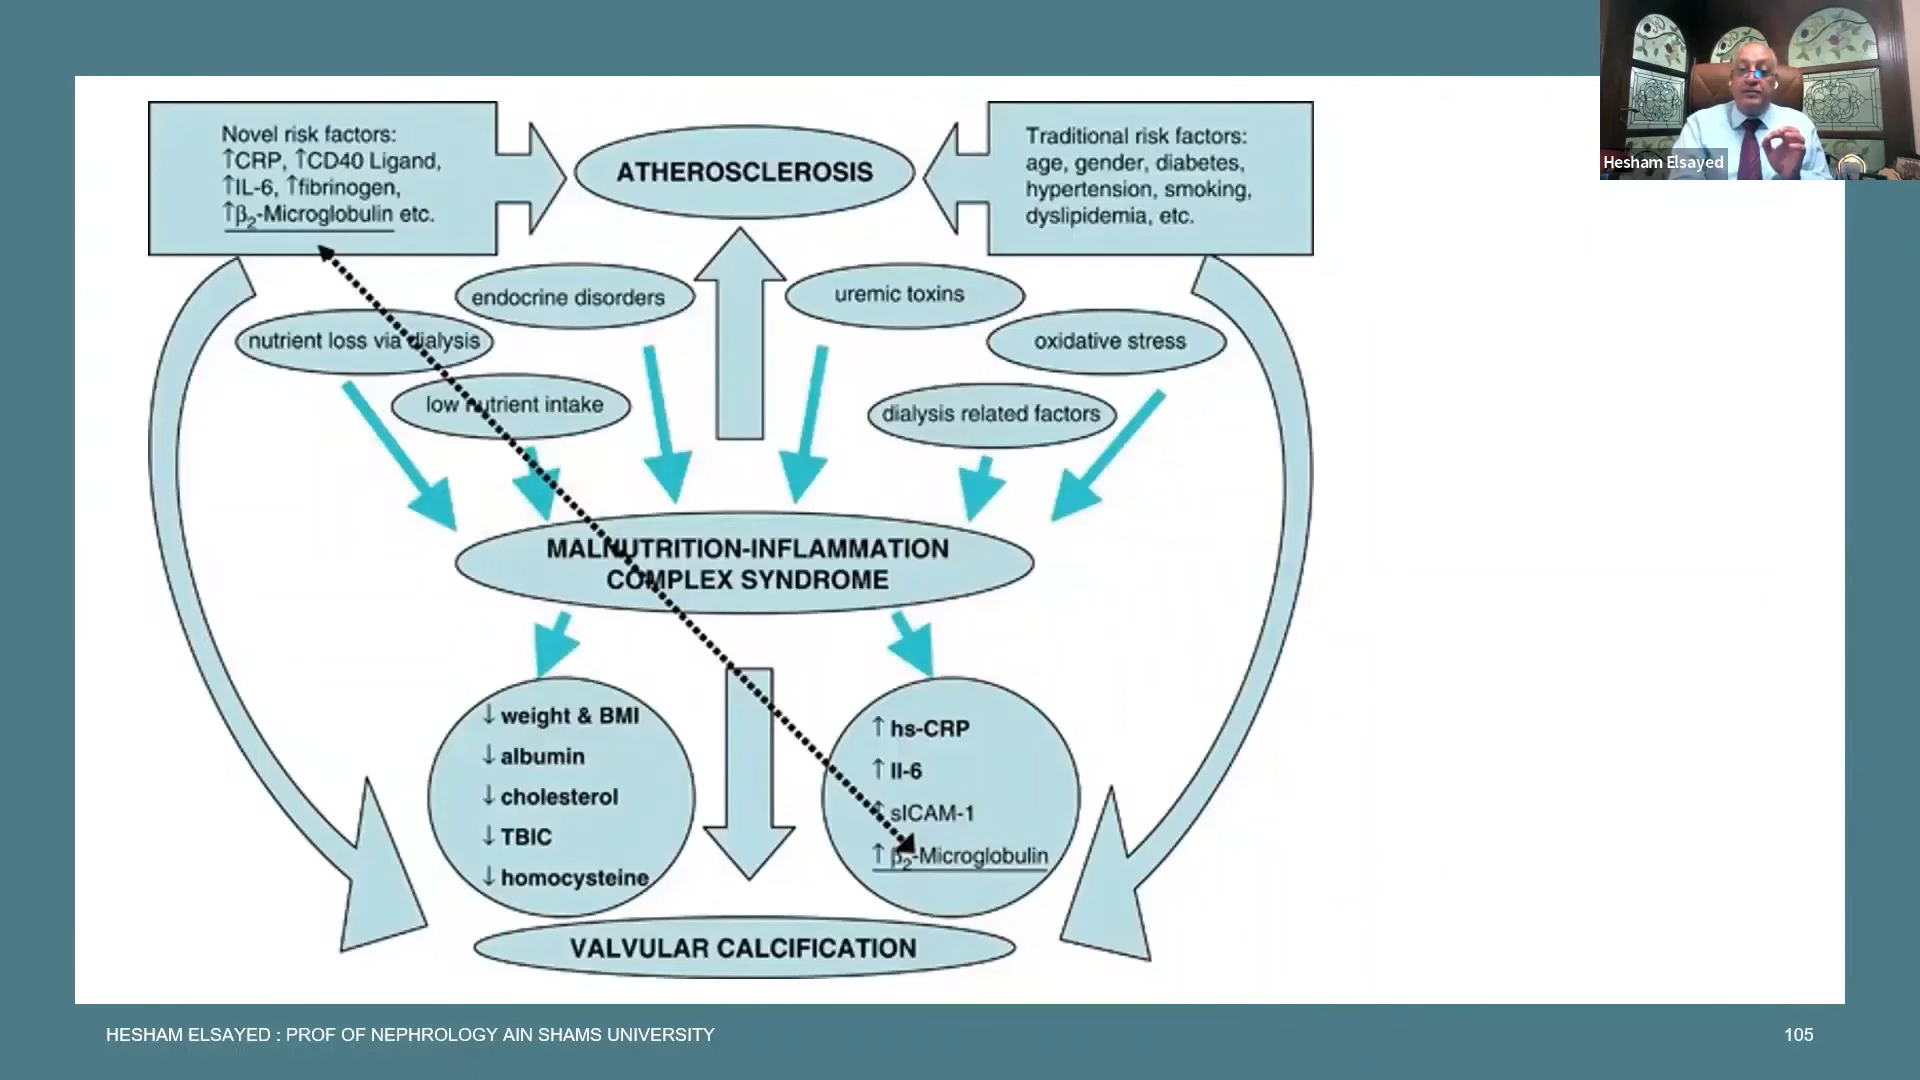 Novel risk factors:
↑CRP, ↑CD40 Ligand,
↑IL-6, ↑fibrinogen,
↑β2-Microglobulin etc.
ATHEROSCLEROSIS
Traditional risk factors:
age, gender, diabetes,
hypertension, smoking,
dyslipidemia, etc.
Hesham Elsayed
endocrine disorders
uremic toxins
nutrient loss via dialysis
oxidative stress
low nutrient intake
dialysis related factors
MALNUTRITION-INFLAMMATION
COMPLEX SYNDROME
↓ weight & BMI
↓ albumin
↓ cholesterol
↓ TBIC
↓ homocysteine
↑ hs-CRP
↑ Il-6
↑ sICAM-1
↑ β2-Microglobulin
VALVULAR CALCIFICATION
HESHAM ELSAYED : PROF OF NEPHROLOGY AIN SHAMS UNIVERSITY
105